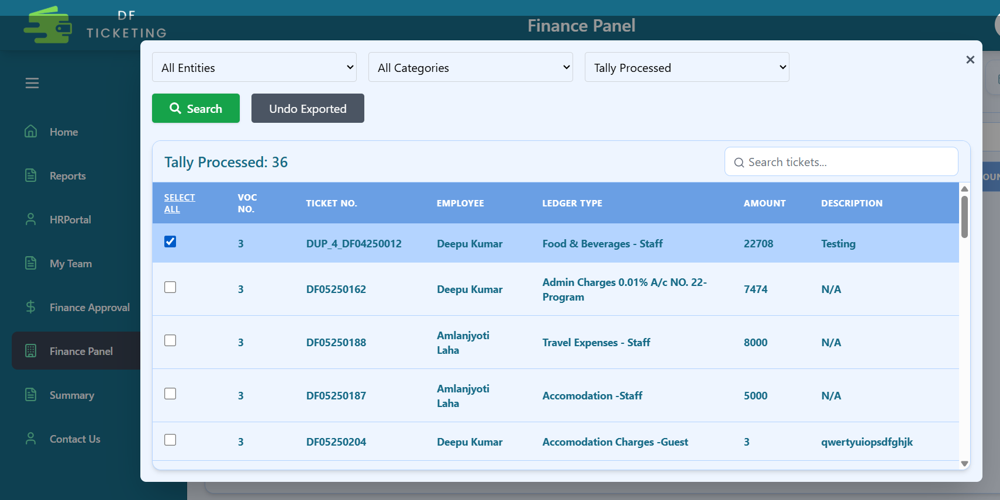 DF
TICKETING
Finance Panel
All Entities
All Categories
Tally Processed
Search
Undo Exported
Home
Reports
HRPortal
My Team
Finance Approval
Finance Panel
Summary
Contact Us
Tally Processed: 36
Search tickets...
SELECT ALL VOC NO. TICKET NO. EMPLOYEE LEDGER TYPE AMOUNT DESCRIPTION
3 DUP_4_DF04250012 Deepu Kumar Food & Beverages - Staff 22708 Testing
3 DF05250162 Deepu Kumar Admin Charges 0.01% A/c NO. 22-
Program 7474 N/A
3 DF05250188 Amlanjyoti
Laha Travel Expenses - Staff 8000 N/A
3 DF05250187 Amlanjyoti
Laha Accomodation -Staff 5000 N/A
3 DF05250204 Deepu Kumar Accomodation Charges -Guest 3 qwertyuiopsdfghjk